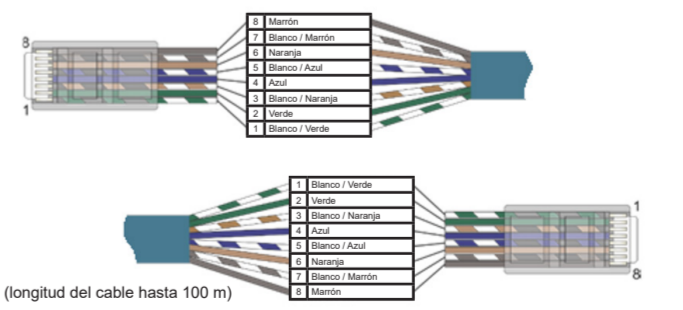 8 Marrón
7 Blanco / Marrón
6 Naranja
5 Blanco / Azul
4 Azul
3 Blanco / Naranja
2 Verde
1 Blanco / Verde
8
1
1 Blanco / Verde
2 Verde
3 Blanco / Naranja
4 Azul
5 Blanco / Azul
6 Naranja
7 Blanco / Marrón
8 Marrón
1
8
(longitud del cable hasta 100 m)